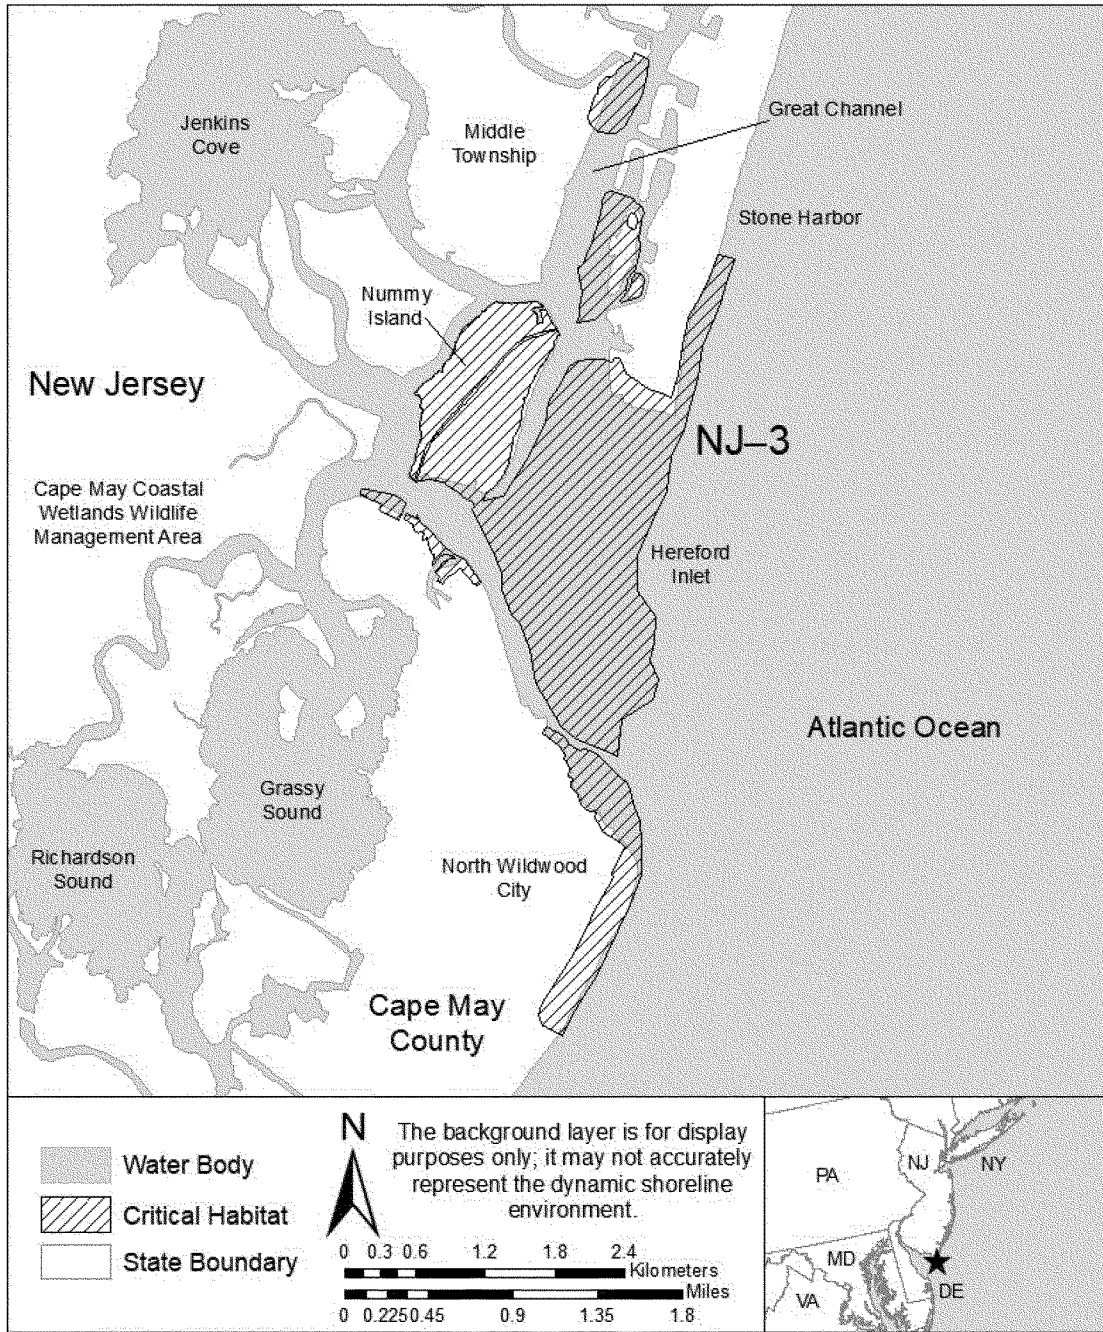 Great Channel
Jenkins
Cove
Middle
Township
Stone Harbor
Nummy
Island
New Jersey
NJ–3
Cape May Coastal
Wetlands Wildlife
Management Area
Hereford
Inlet
Atlantic Ocean
Grassy
Sound
Richardson
Sound
North Wildwood
City
Cape May
County
Water Body
Critical Habitat
State Boundary
N
The background layer is for display
purposes only; it may not accurately
represent the dynamic shoreline
environment.
0 0.3 0.6 1.2 1.8 2.4
Kilometers
Miles
0 0.225 0.45 0.9 1.35 1.8
PA
NJ
NY
MD
DE
VA